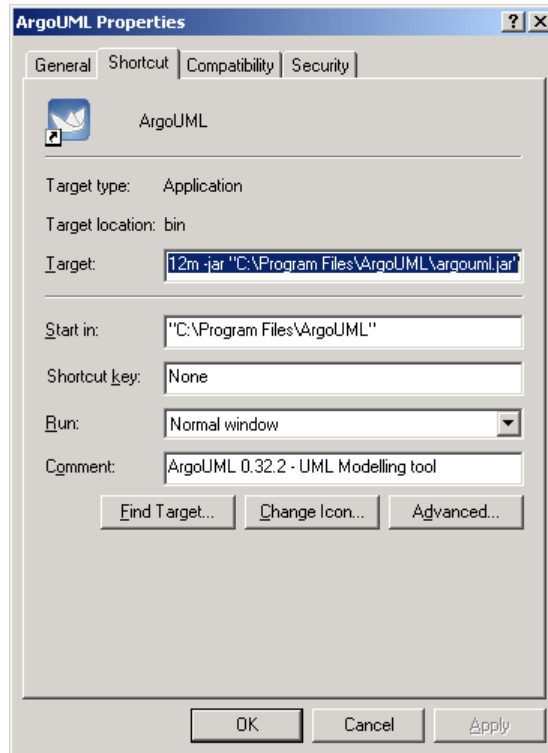 ArgoUML Properties
General Shortcut Compatibility Security
ArgoUML
Target type: Application
Target location: bin
Target: 12m -jar "C:\Program Files\ArgoUML\argouml.jar"
Start in: "C:\Program Files\ArgoUML"
Shortcut key: None
Run: Normal window
Comment: ArgoUML 0.32.2 - UML Modelling tool
Find Target... Change Icon... Advanced...
OK Cancel Apply